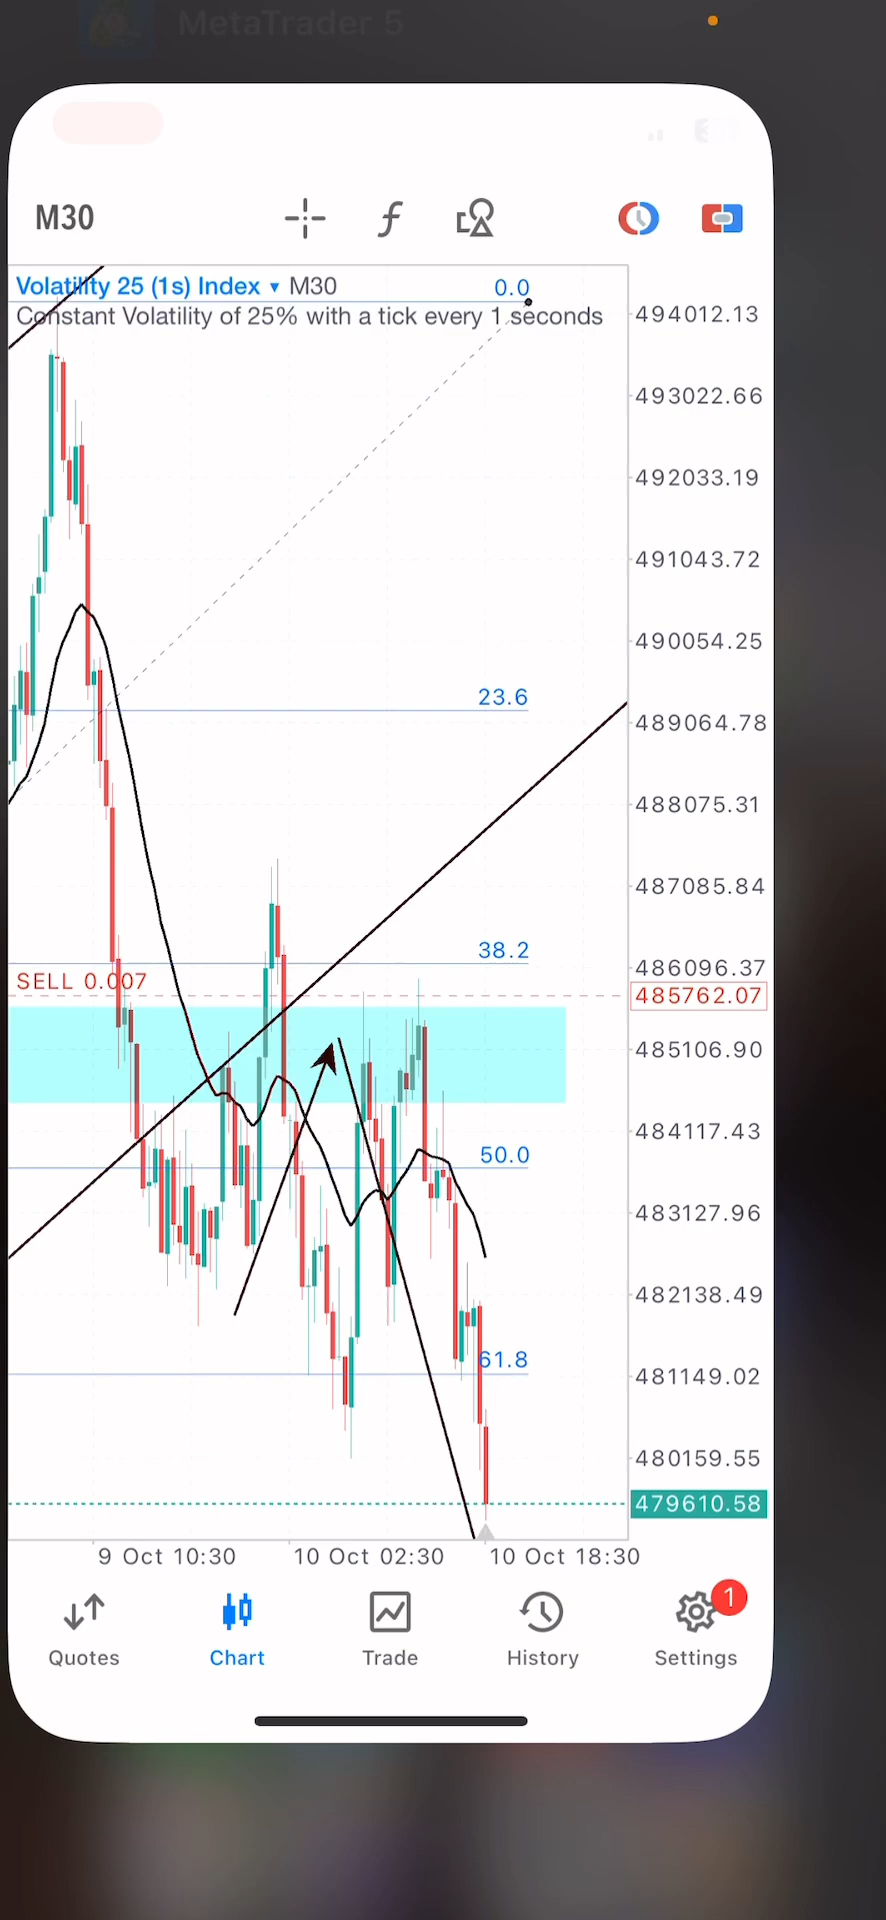 MetaTrader 5
M30
Volatility 25 (1s) Index ▾ M30
0.0
Constant Volatility of 25% with a tick every 1 seconds
494012.13
493022.66
492033.19
491043.72
490054.25
23.6
489064.78
488075.31
487085.84
38.2
486096.37
SELL 0.007
485762.07
485106.90
484117.43
50.0
483127.96
482138.49
61.8
481149.02
480159.55
479610.58
9 Oct 10:30
10 Oct 02:30
10 Oct 18:30
1
Quotes
Chart
Trade
History
Settings